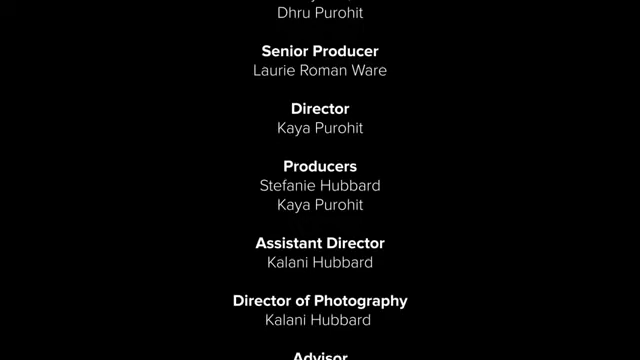 Dhru Purohit
Senior Producer
Laurie Roman Ware
Director
Kaya Purohit
Producers
Stefanie Hubbard
Kaya Purohit
Assistant Director
Kalani Hubbard
Director of Photography
Kalani Hubbard
Advisor